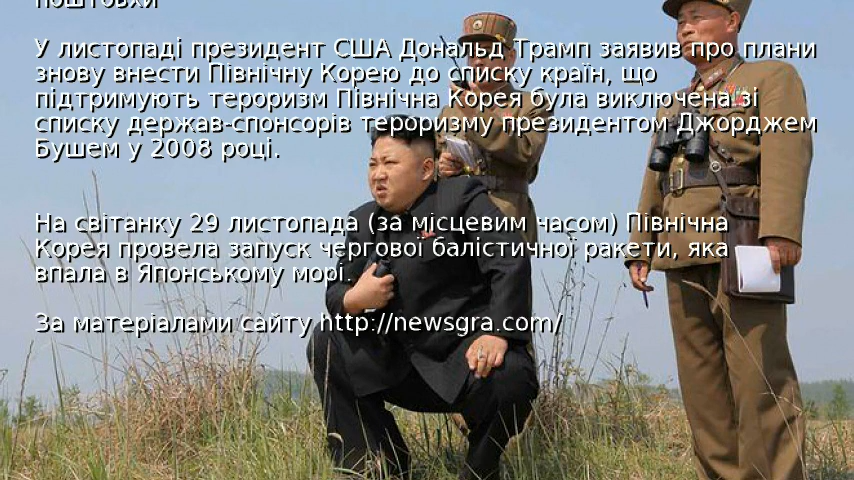 поштовхи
У листопаді президент США Дональд Трамп заявив про плани
знову внести Північну Корею до списку країн, що
підтримують тероризм Північна Корея була виключена зі
списку держав-спонсорів тероризму президентом Джорджем
Бушем у 2008 році.
На світанку 29 листопада (за місцевим часом) Північна
Корея провела запуск чергової балістичної ракети, яка
впала в Японському морі.
За матеріалами сайту http://newsgra.com/